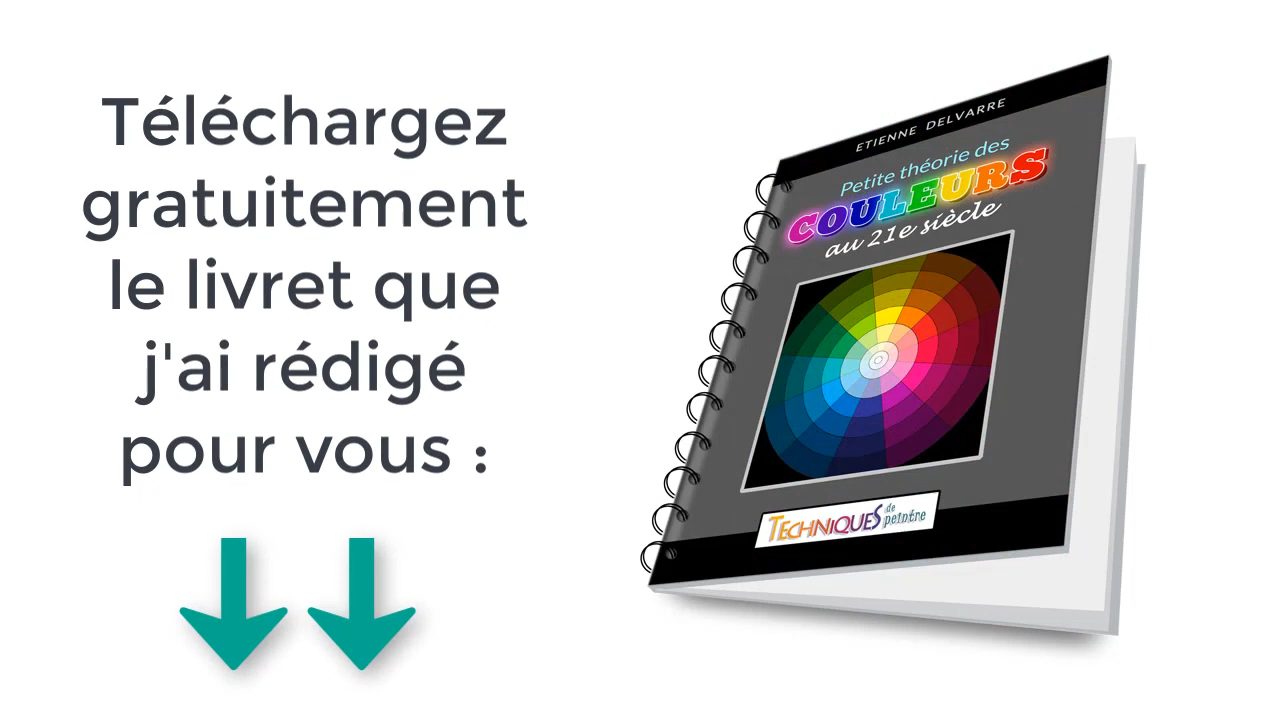 Téléchargez
gratuitement
le livret que
j'ai rédigé
pour vous :
ETIENNE DELVARRE
Petite théorie des
COULEURS
au 21e siècle
TECHNIQUES de peintre